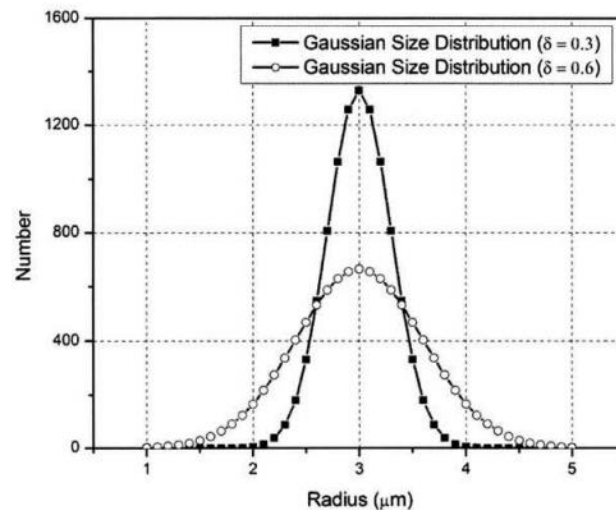 1600
Gaussian Size Distribution (δ = 0.3)
Gaussian Size Distribution (δ = 0.6)
1200
800
400
0
Number
1 2 3 4 5
Radius (μm)